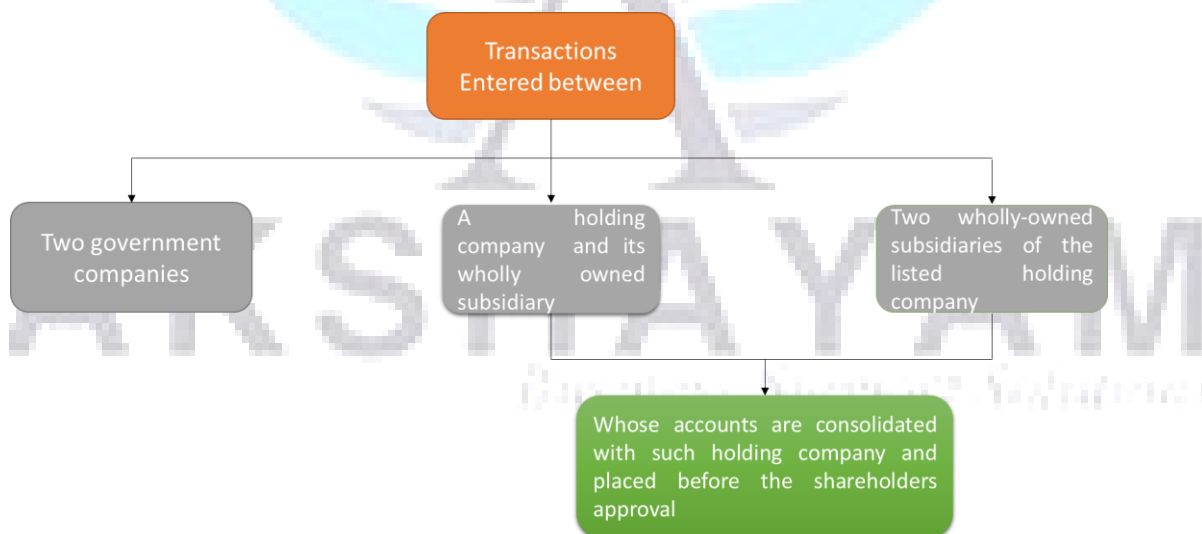 Transactions
Entered between
Two government
companies
A holding
company and its
wholly owned
subsidiary
Two wholly-owned
subsidiaries of the
listed holding
company
Whose accounts are consolidated
with such holding company and
placed before the shareholders
approval
AKSHAYAM